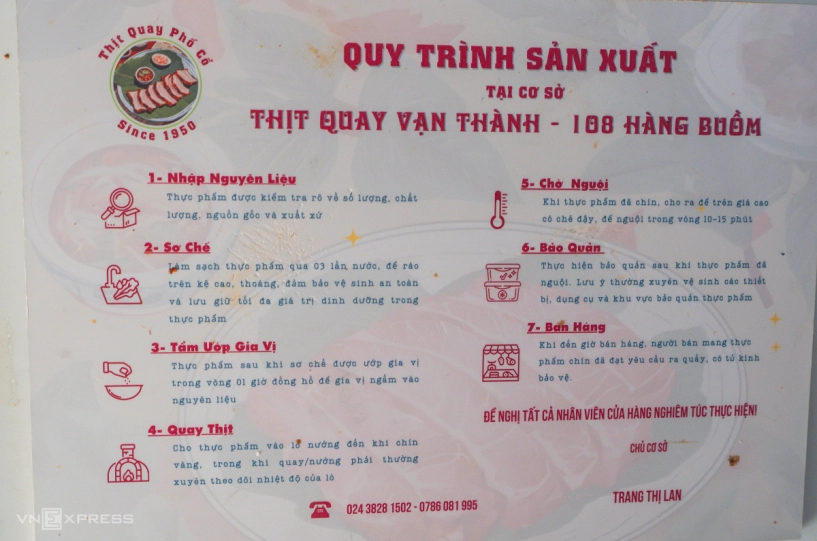 Thịt Quay Phố Cổ
Since 1950
QUY TRÌNH SẢN XUẤT
TẠI CƠ SỞ
THỊT QUAY VẠN THÀNH - 108 HÀNG BUỒM
1- Nhập Nguyên Liệu
Thực phẩm được kiểm tra rõ về số lượng, chất
lượng, nguồn gốc và xuất xứ
2- Sơ Chế
Làm sạch thực phẩm qua 03 lần nước, để ráo
trên kệ cao, thoáng, đảm bảo vệ sinh an toàn
và lưu giữ tối đa giá trị dinh dưỡng trong
thực phẩm
3- Tẩm Ướp Gia Vị
Thực phẩm sau khi sơ chế được ướp gia vị
trong vòng 01 giờ đồng hồ để gia vị ngấm vào
nguyên liệu
4- Quay Thịt
Cho thực phẩm vào lò nướng đến khi chín
vàng, trong khi quay/nướng phải thường
xuyên theo dõi nhiệt độ của lò
5- Chờ Nguội
Khi thực phẩm đã chín, cho ra để trên giá cao
có che đậy, để nguội trong vòng 10-15 phút
6- Bảo Quản
Thực hiện bảo quản sau khi thực phẩm đã
nguội. Lưu ý thường xuyên vệ sinh các thiết
bị, dụng cụ và khu vực bảo quản thực phẩm
7- Bán Hàng
Khi đến giờ bán hàng, người bán mang thực
phẩm chín đã đạt yêu cầu ra quầy, có tủ kính
bảo vệ.
ĐỀ NGHỊ TẤT CẢ NHÂN VIÊN CỬA HÀNG NGHIÊM TÚC THỰC HIỆN!
CHỦ CƠ SỞ
TRANG THỊ LAN
024 3828 1502 - 0786 081 995
VNEXPRESS